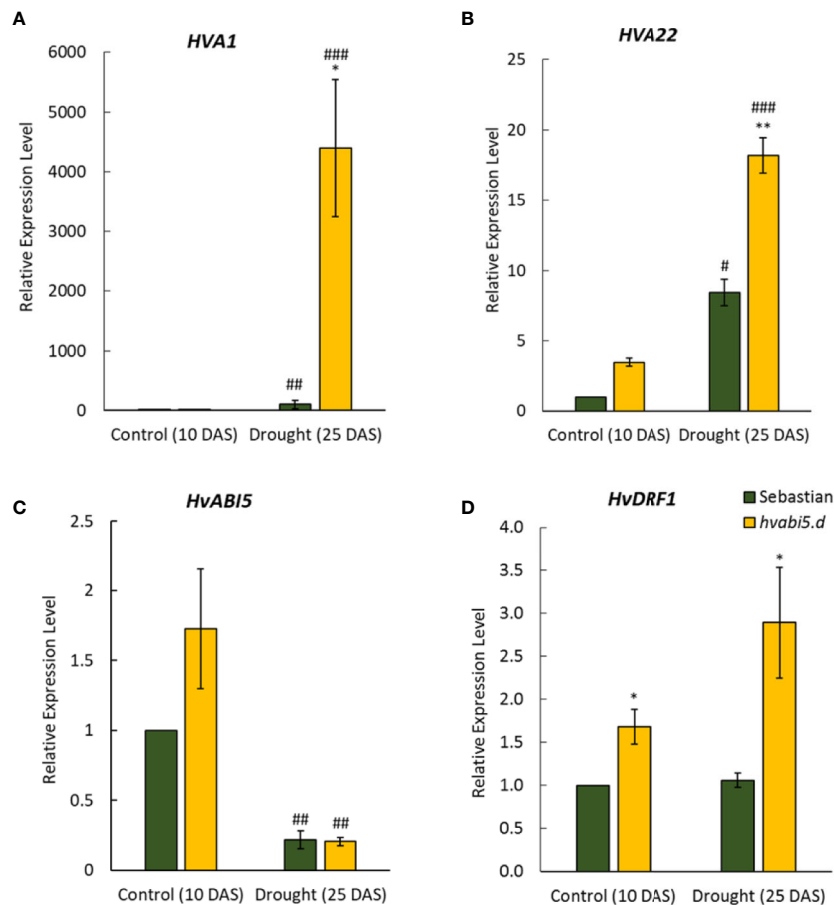 A
HVA1
Relative Expression Level
6000
5000
4000
3000
2000
1000
0
###
*
##
Control (10 DAS) Drought (25 DAS)
B
HVA22
Relative Expression Level
25
20
15
10
5
0
###
**
#
Control (10 DAS) Drought (25 DAS)
C
HvABI5
Relative Expression Level
2.5
2
1.5
1
0.5
0
## ##
Control (10 DAS) Drought (25 DAS)
D
HvDRF1
Sebastian
hvabi5.d
Relative Expression Level
4.0
3.5
3.0
2.5
2.0
1.5
1.0
0.5
0.0
*
*
Control (10 DAS) Drought (25 DAS)